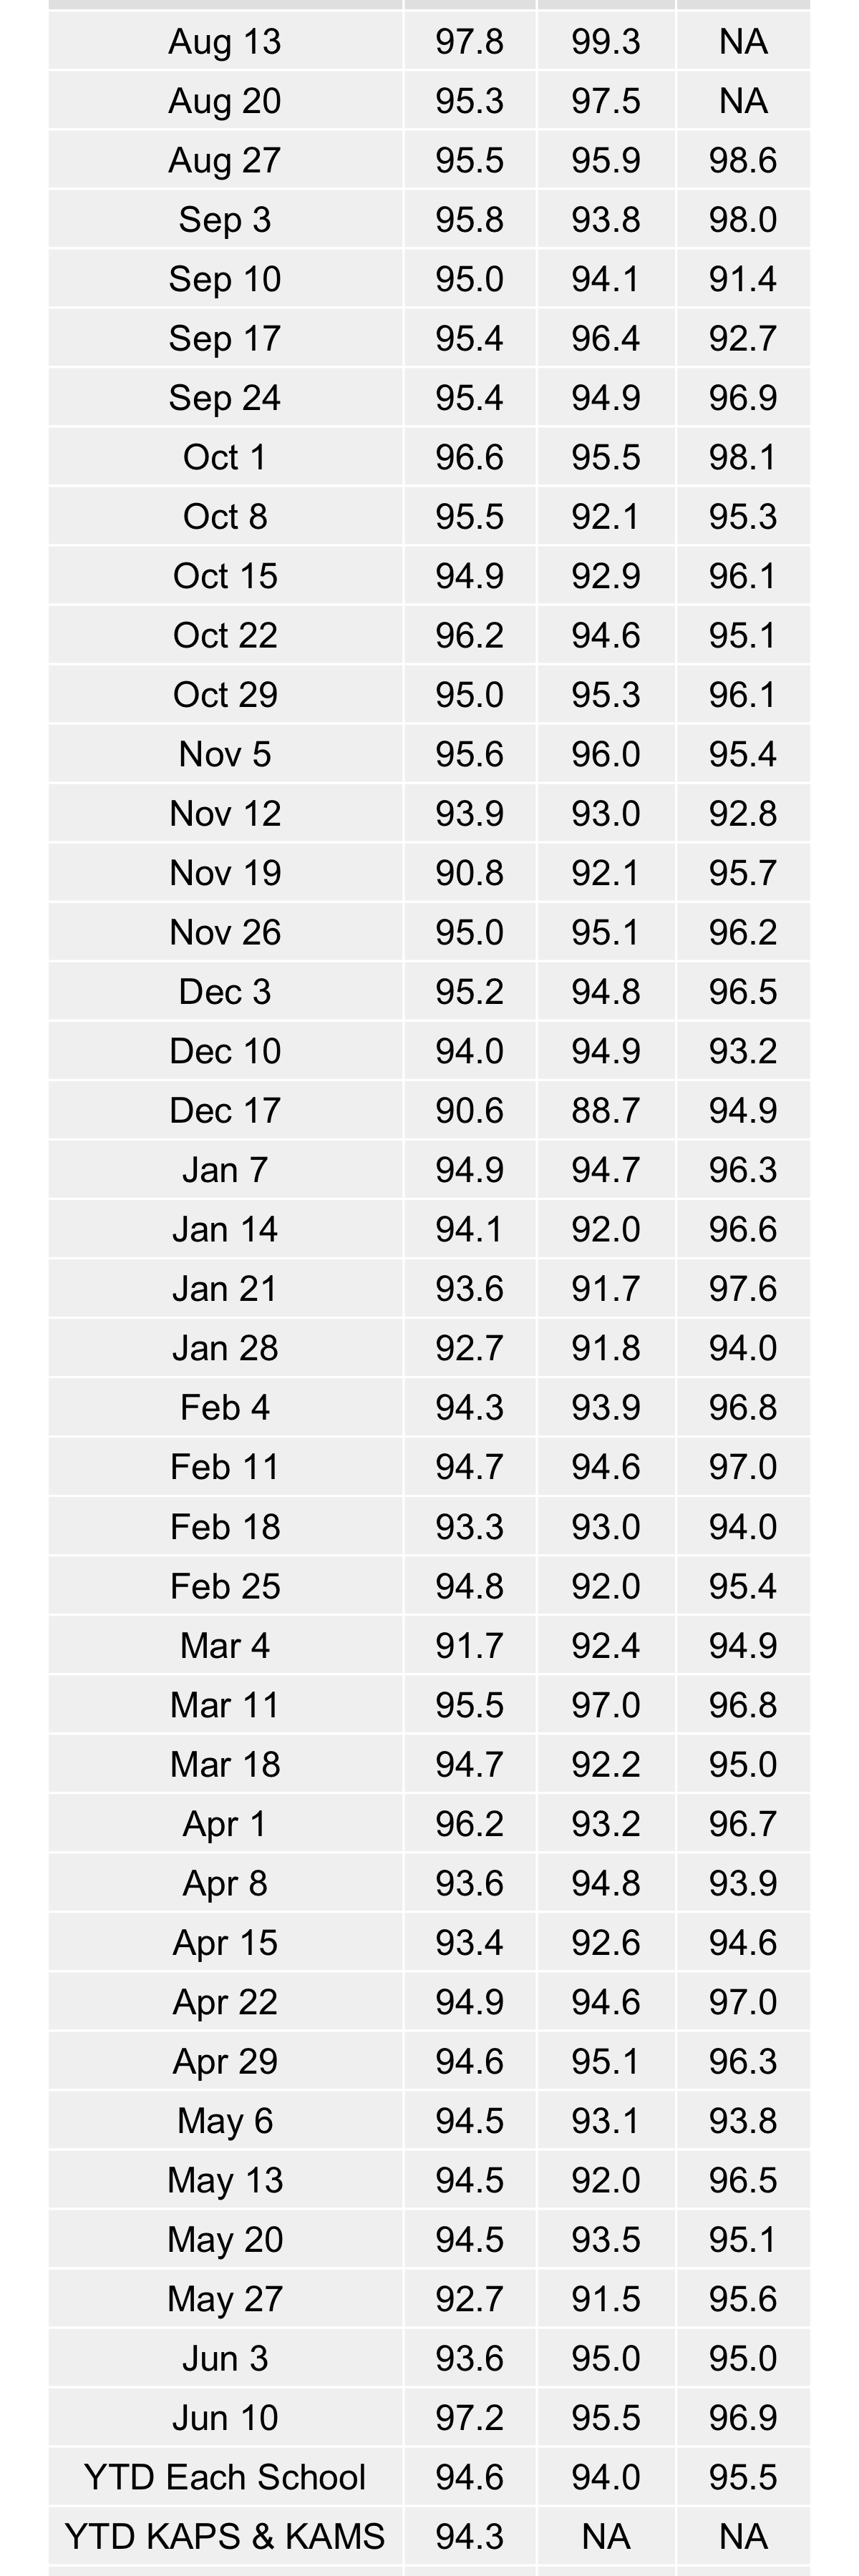 Aug 13 97.8 99.3 NA
Aug 20 95.3 97.5 NA
Aug 27 95.5 95.9 98.6
Sep 3 95.8 93.8 98.0
Sep 10 95.0 94.1 91.4
Sep 17 95.4 96.4 92.7
Sep 24 95.4 94.9 96.9
Oct 1 96.6 95.5 98.1
Oct 8 95.5 92.1 95.3
Oct 15 94.9 92.9 96.1
Oct 22 96.2 94.6 95.1
Oct 29 95.0 95.3 96.1
Nov 5 95.6 96.0 95.4
Nov 12 93.9 93.0 92.8
Nov 19 90.8 92.1 95.7
Nov 26 95.0 95.1 96.2
Dec 3 95.2 94.8 96.5
Dec 10 94.0 94.9 93.2
Dec 17 90.6 88.7 94.9
Jan 7 94.9 94.7 96.3
Jan 14 94.1 92.0 96.6
Jan 21 93.6 91.7 97.6
Jan 28 92.7 91.8 94.0
Feb 4 94.3 93.9 96.8
Feb 11 94.7 94.6 97.0
Feb 18 93.3 93.0 94.0
Feb 25 94.8 92.0 95.4
Mar 4 91.7 92.4 94.9
Mar 11 95.5 97.0 96.8
Mar 18 94.7 92.2 95.0
Apr 1 96.2 93.2 96.7
Apr 8 93.6 94.8 93.9
Apr 15 93.4 92.6 94.6
Apr 22 94.9 94.6 97.0
Apr 29 94.6 95.1 96.3
May 6 94.5 93.1 93.8
May 13 94.5 92.0 96.5
May 20 94.5 93.5 95.1
May 27 92.7 91.5 95.6
Jun 3 93.6 95.0 95.0
Jun 10 97.2 95.5 96.9
YTD Each School 94.6 94.0 95.5
YTD KAPS & KAMS 94.3 NA NA